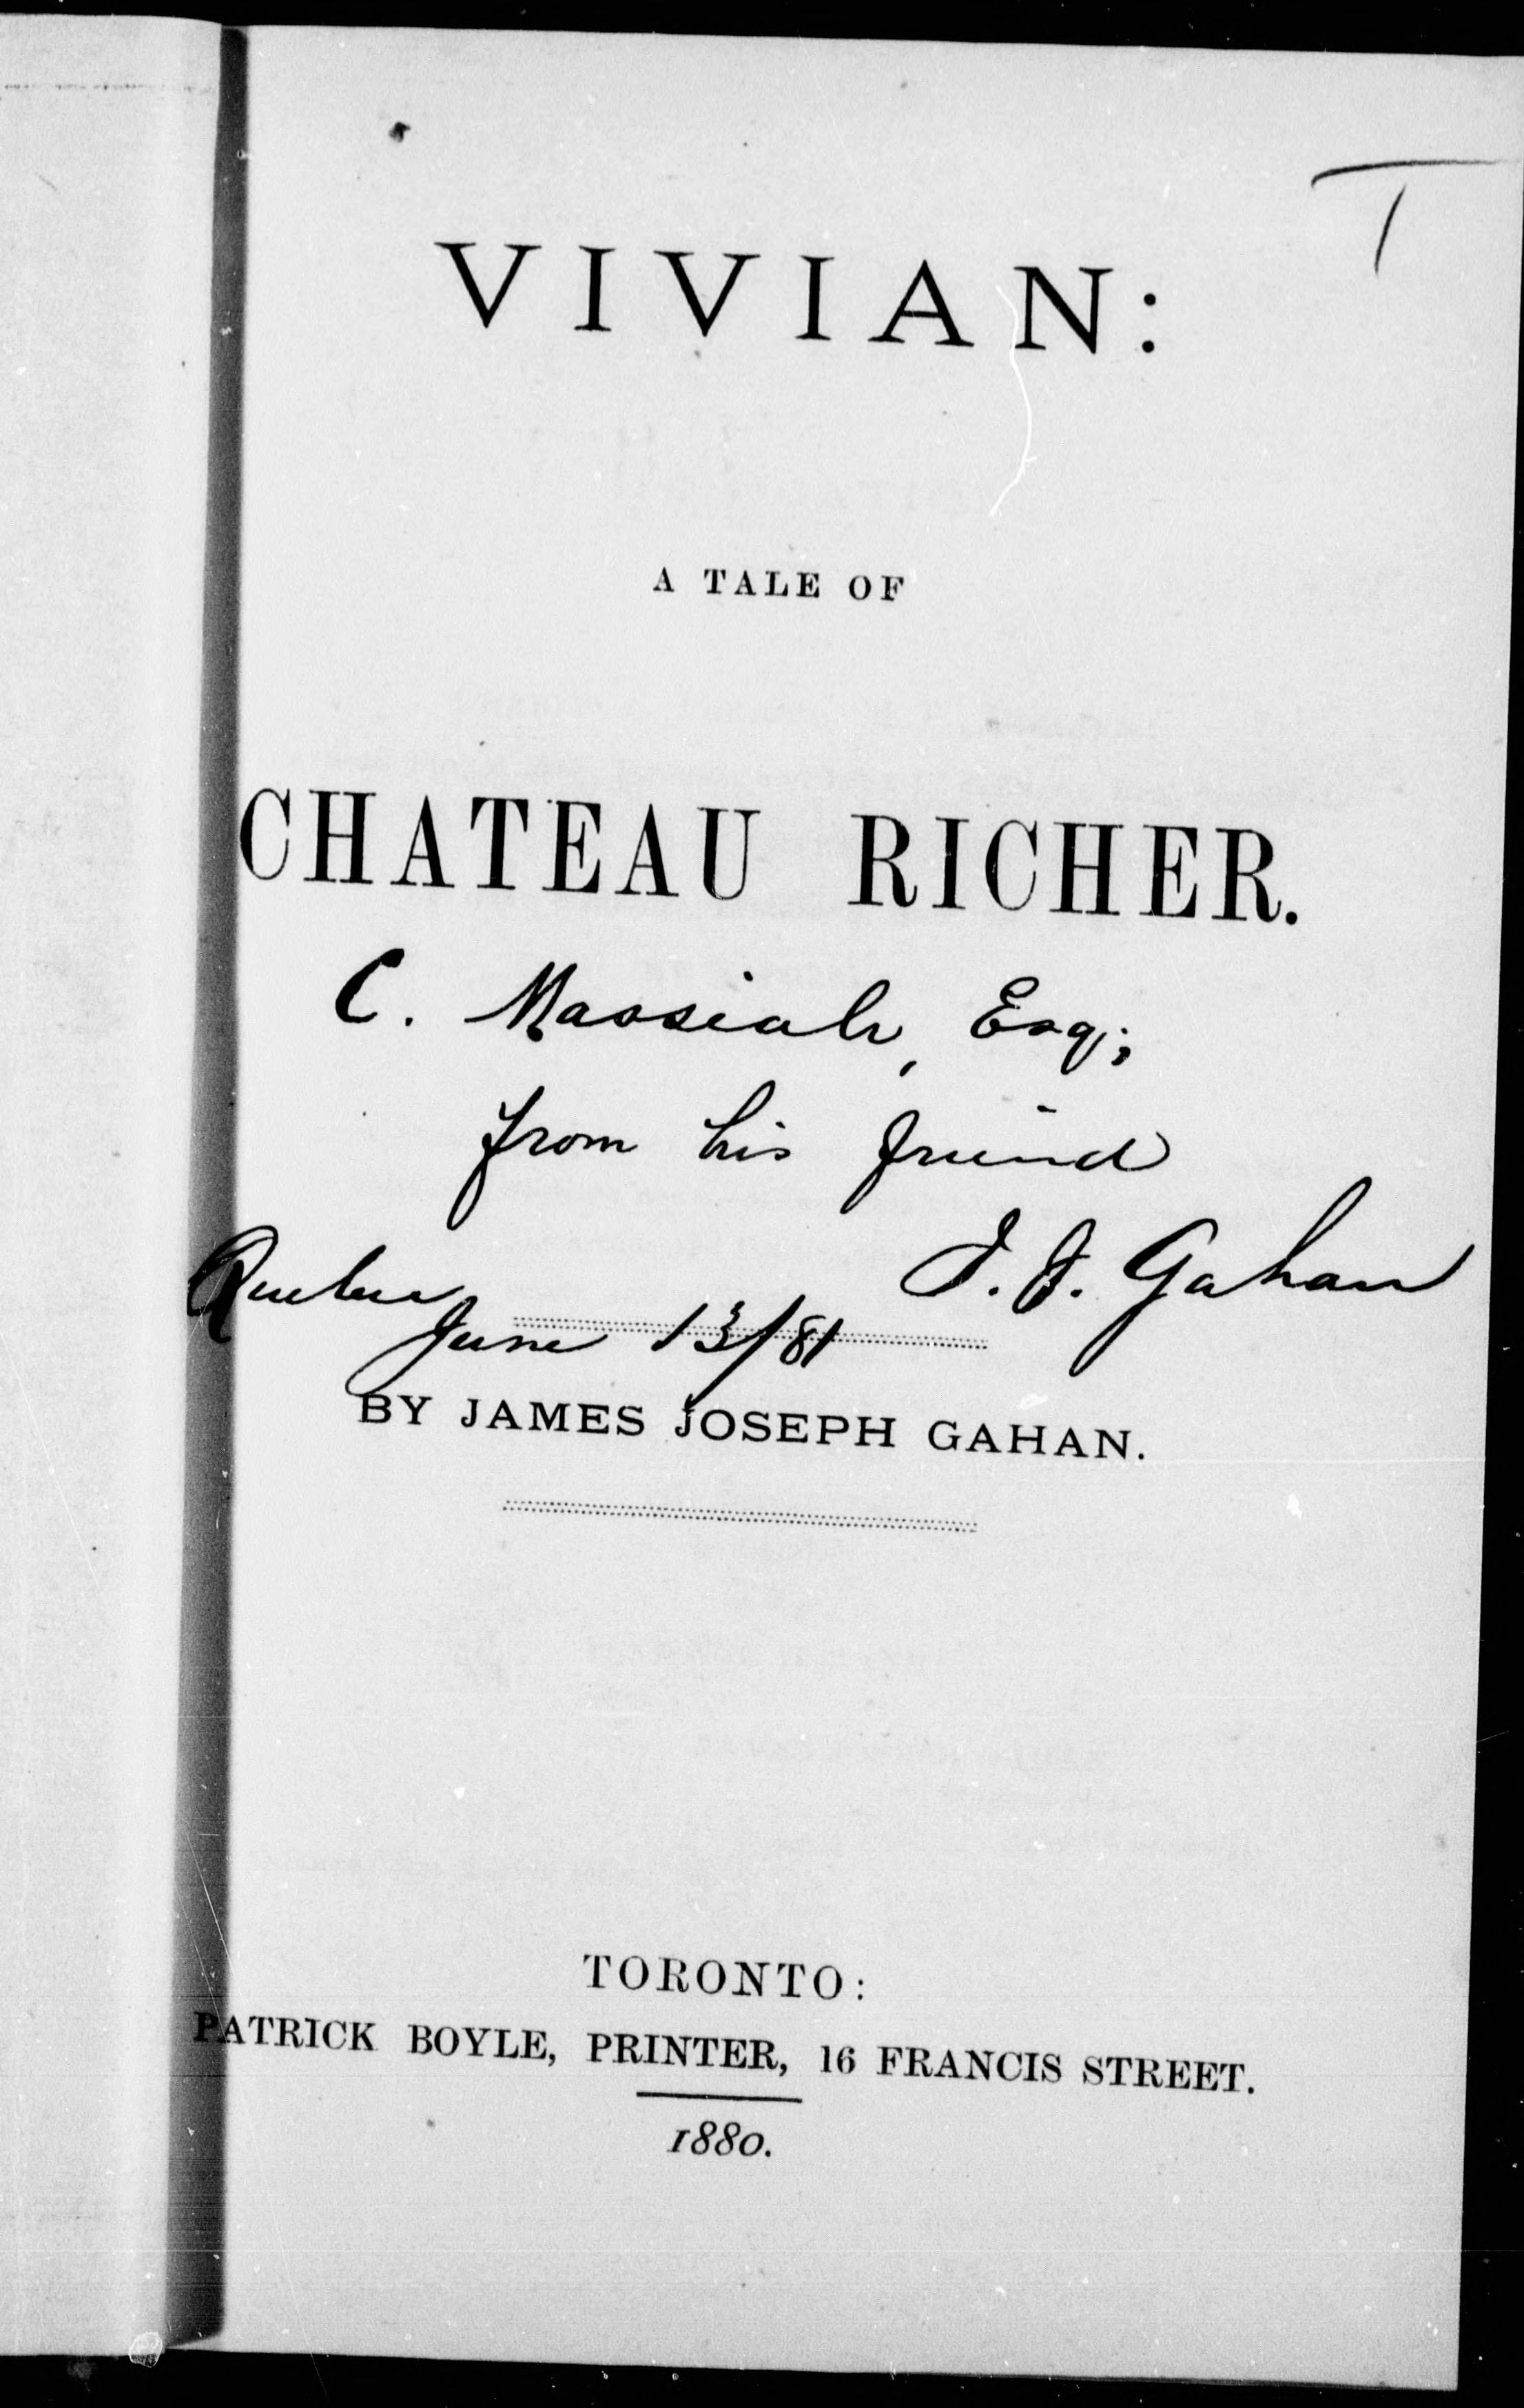 VIVIAN:
A TALE OF
CHATEAU RICHER.
C. Massiah, Esq;
from his friend
J. J. Gahan
Quebec
June 13/81
BY JAMES JOSEPH GAHAN.
TORONTO:
PATRICK BOYLE, PRINTER, 16 FRANCIS STREET.
1880.